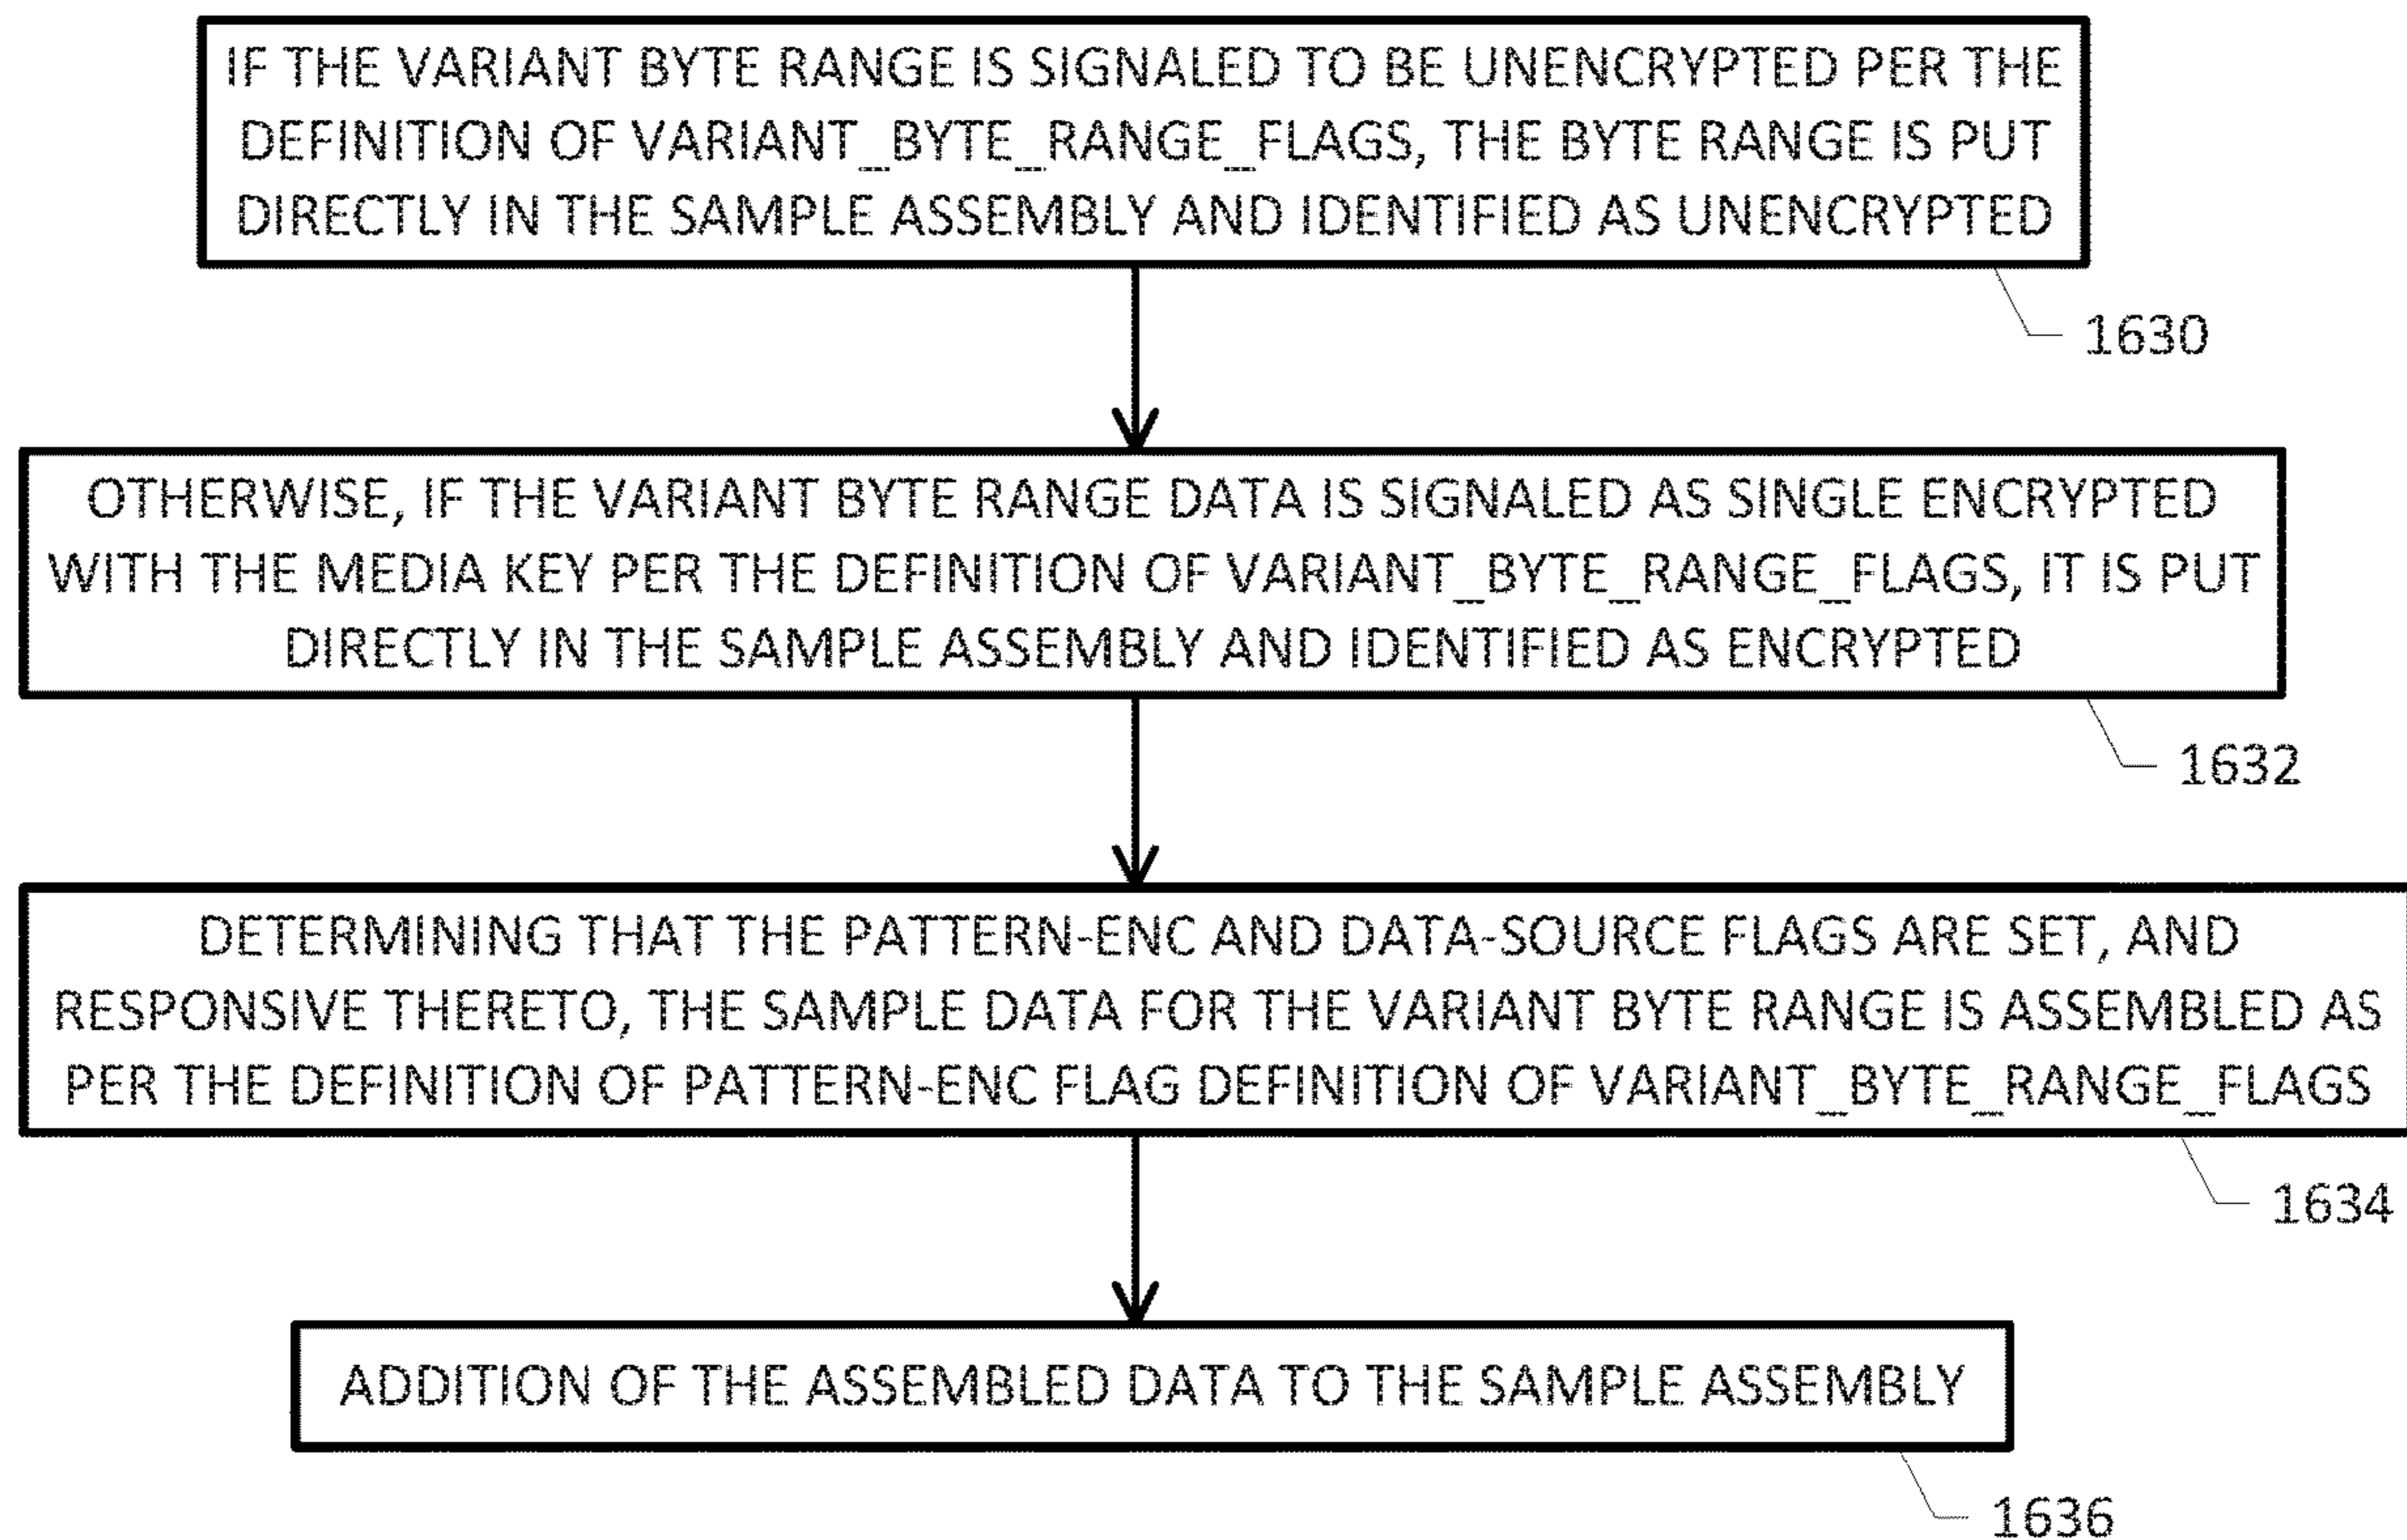 IF THE VARIANT BYTE RANGE IS SIGNALED TO BE UNENCRYPTED PER THE
DEFINITION OF VARIANT_BYTE_RANGE_FLAGS, THE BYTE RANGE IS PUT
DIRECTLY IN THE SAMPLE ASSEMBLY AND IDENTIFIED AS UNENCRYPTED
1630
OTHERWISE, IF THE VARIANT BYTE RANGE DATA IS SIGNALED AS SINGLE ENCRYPTED
WITH THE MEDIA KEY PER THE DEFINITION OF VARIANT_BYTE_RANGE_FLAGS, IT IS PUT
DIRECTLY IN THE SAMPLE ASSEMBLY AND IDENTIFIED AS ENCRYPTED
1632
DETERMINING THAT THE PATTERN-ENC AND DATA-SOURCE FLAGS ARE SET, AND
RESPONSIVE THERETO, THE SAMPLE DATA FOR THE VARIANT BYTE RANGE IS ASSEMBLED AS
PER THE DEFINITION OF PATTERN-ENC FLAG DEFINITION OF VARIANT_BYTE_RANGE_FLAGS
1634
ADDITION OF THE ASSEMBLED DATA TO THE SAMPLE ASSEMBLY
1636